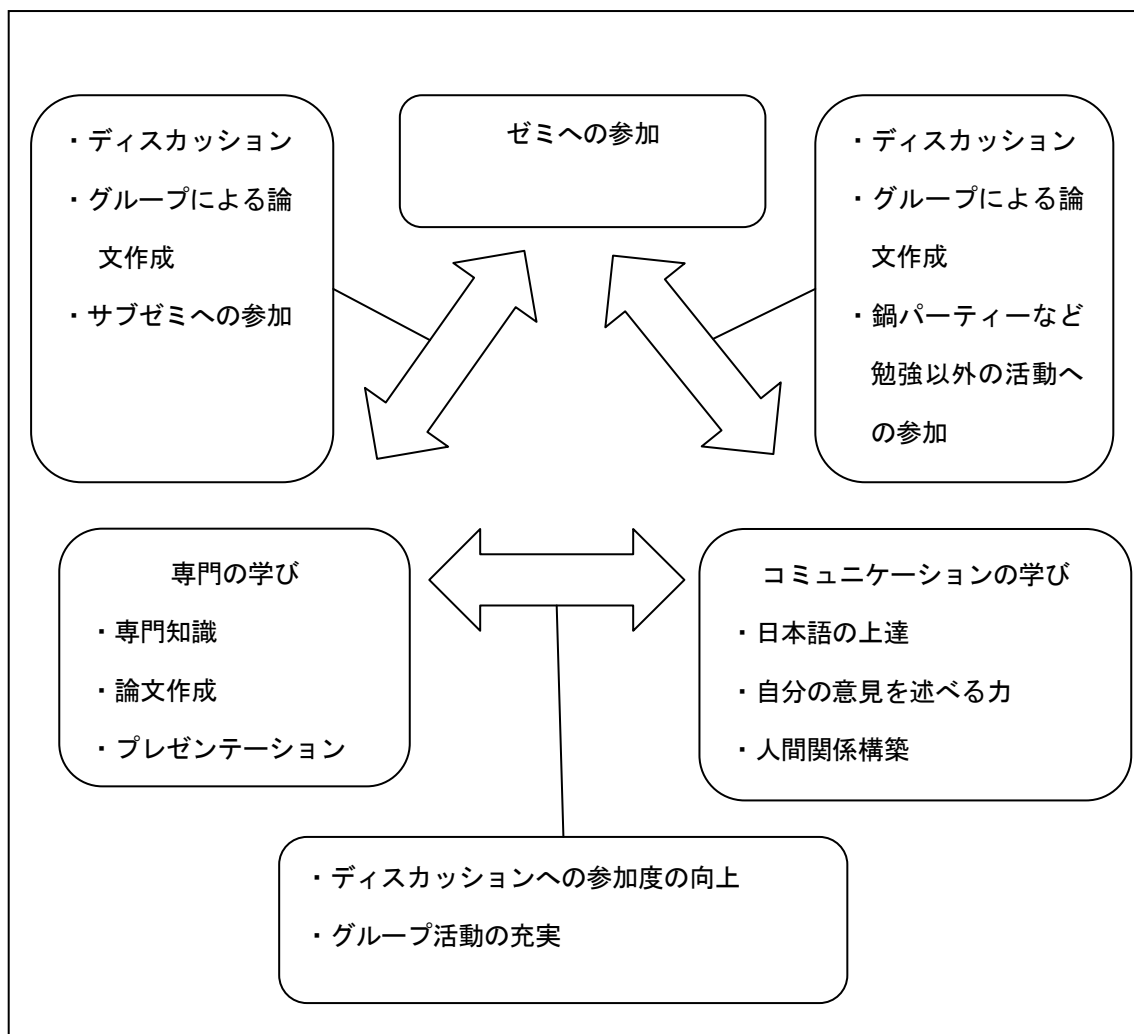 ・ディスカッション
・グループによる論
文作成
・サブゼミへの参加
ゼミへの参加
・ディスカッション
・グループによる論
文作成
・鍋パーティーなど
勉強以外の活動へ
の参加
専門の学び
・専門知識
・論文作成
・プレゼンテーション
コミュニケーションの学び
・日本語の上達
・自分の意見を述べる力
・人間関係構築
・ディスカッションへの参加度の向上
・グループ活動の充実